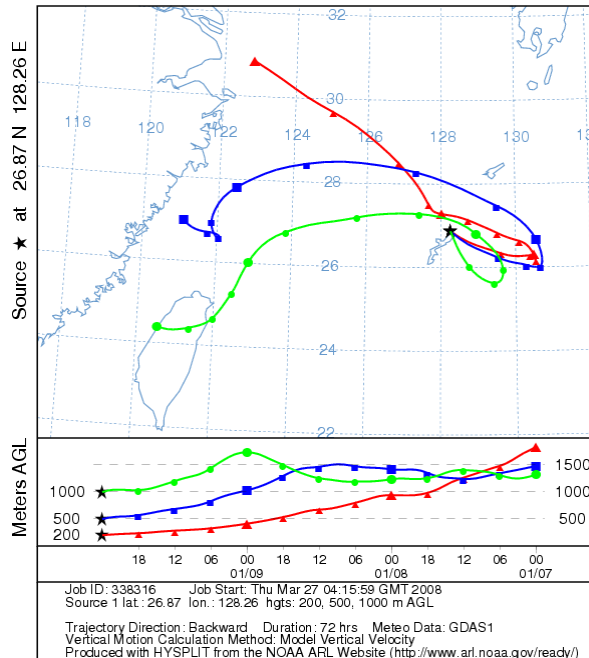 Source ★ at 26.87 N 128.26 E
32
30
118 120 122 124 126 128 130
28
26
24
22
Meters AGL
1500
1000 1000
500 500
200
18 12 06 00 18 12 06 00 18 12 06 00
01/09 01/08 01/07
Job ID: 338316 Job Start: Thu Mar 27 04:15:59 GMT 2008
Source 1 lat.: 26.87 lon.: 128.26 hgts: 200, 500, 1000 m AGL
Trajectory Direction: Backward Duration: 72 hrs Meteo Data: GDAS1
Vertical Motion Calculation Method: Model Vertical Velocity
Produced with HYSPLIT from the NOAA ARL Website (http://www.arl.noaa.gov/ready/)